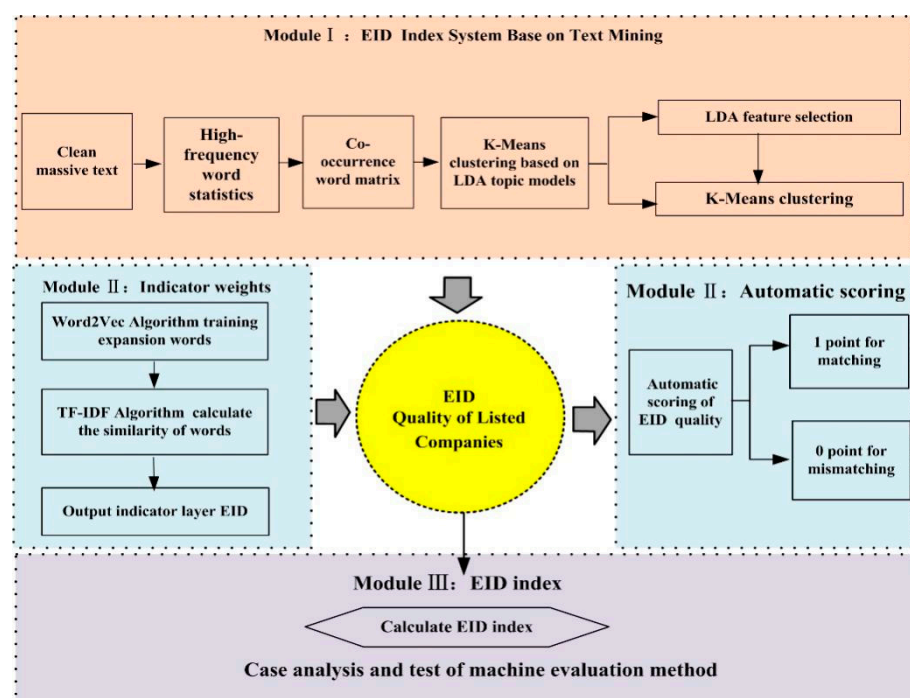 Module Ⅰ： EID Index System Base on Text Mining
Clean
massive text
High-
frequency
word
statistics
Co-
occurrence
word matrix
K-Means
clustering based on
LDA topic models
LDA feature selection
K-Means clustering
Module Ⅱ： Indicator weights
Word2Vec Algorithm training
expansion words
TF-IDF Algorithm calculate
the similarity of words
Output indicator layer EID
EID
Quality of Listed
Companies
Module Ⅱ： Automatic scoring
Automatic
scoring of
EID quality
1 point for
matching
0 point for
mismatching
Module Ⅲ： EID index
Calculate EID index
Case analysis and test of machine evaluation method